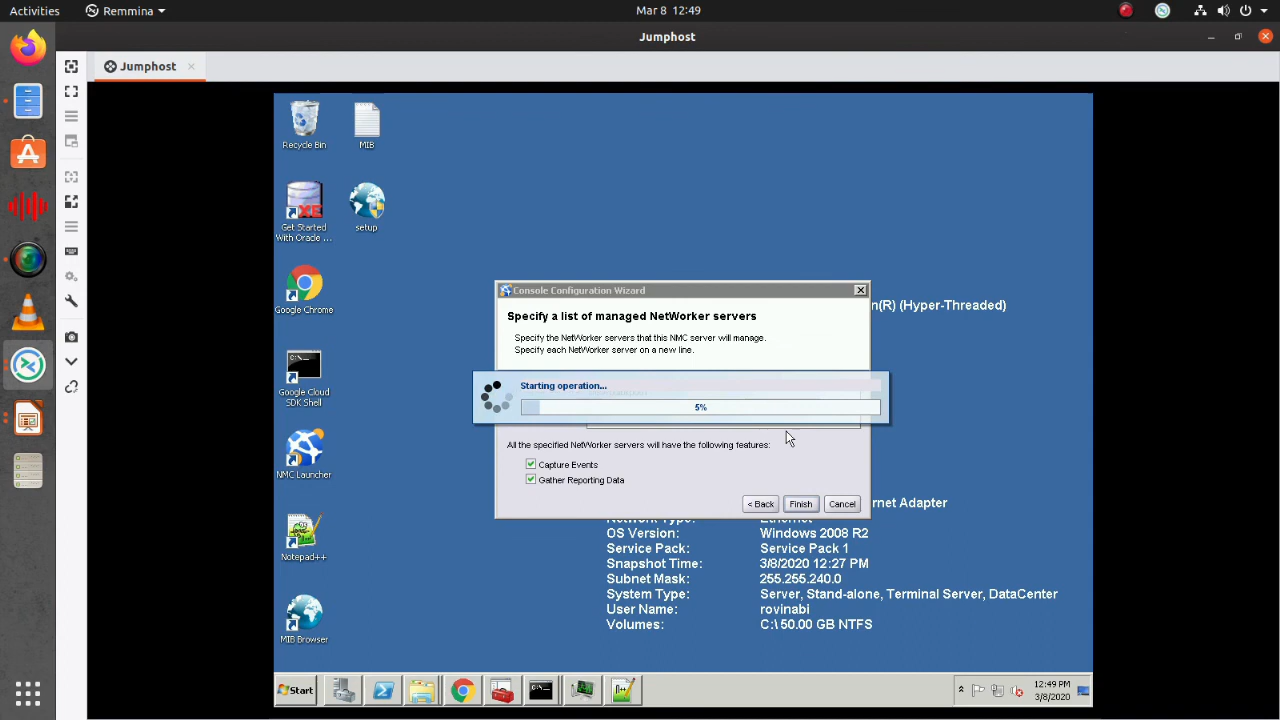 Activities
Remmina
Mar 8 12:49
Jumphost
Jumphost
Recycle Bin
MIB
Get Started
With Oracle ...
setup
Google Chrome
Google Cloud
SDK Shell
NMC Launcher
Notepad++
MIB Browser
Console Configuration Wizard
Specify a list of managed NetWorker servers
Specify the NetWorker servers that this NMC server will manage.
Specify each NetWorker server on a new line.
Starting operation...
5%
All the specified NetWorker servers will have the following features:
Capture Events
Gather Reporting Data
< Back
Finish
Cancel
n(R) (Hyper-Threaded)
rnet Adapter
Network Type: Ethernet
OS Version: Windows 2008 R2
Service Pack: Service Pack 1
Snapshot Time: 3/8/2020 12:27 PM
Subnet Mask: 255.255.240.0
System Type: Server, Stand-alone, Terminal Server, DataCenter
User Name: rovinabi
Volumes: C:\ 50.00 GB NTFS
Start
12:49 PM
3/8/2020